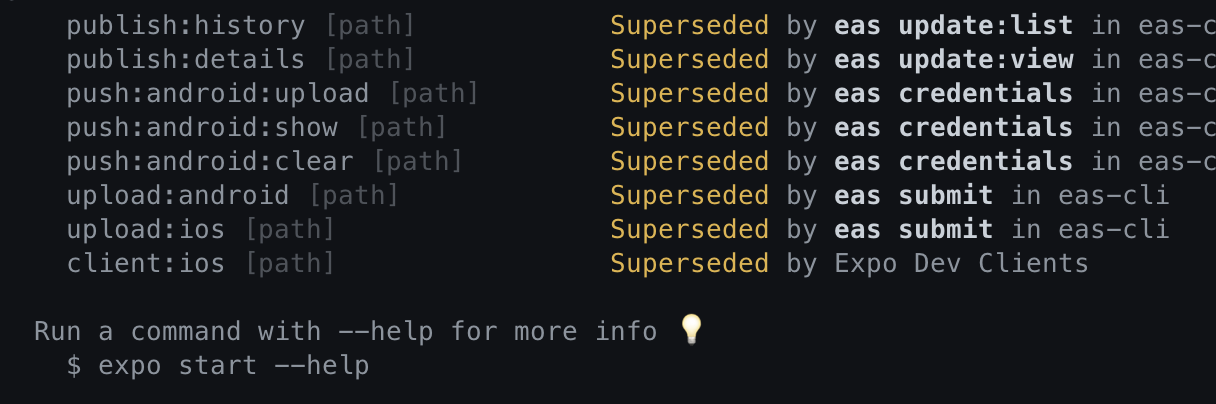 publish:history [path] Superseded by eas update:list in eas-c
publish:details [path] Superseded by eas update:view in eas-c
push:android:upload [path] Superseded by eas credentials in eas-c
push:android:show [path] Superseded by eas credentials in eas-c
push:android:clear [path] Superseded by eas credentials in eas-c
upload:android [path] Superseded by eas submit in eas-cli
upload:ios [path] Superseded by eas submit in eas-cli
client:ios [path] Superseded by Expo Dev Clients
Run a command with --help for more info 💡
$ expo start --help